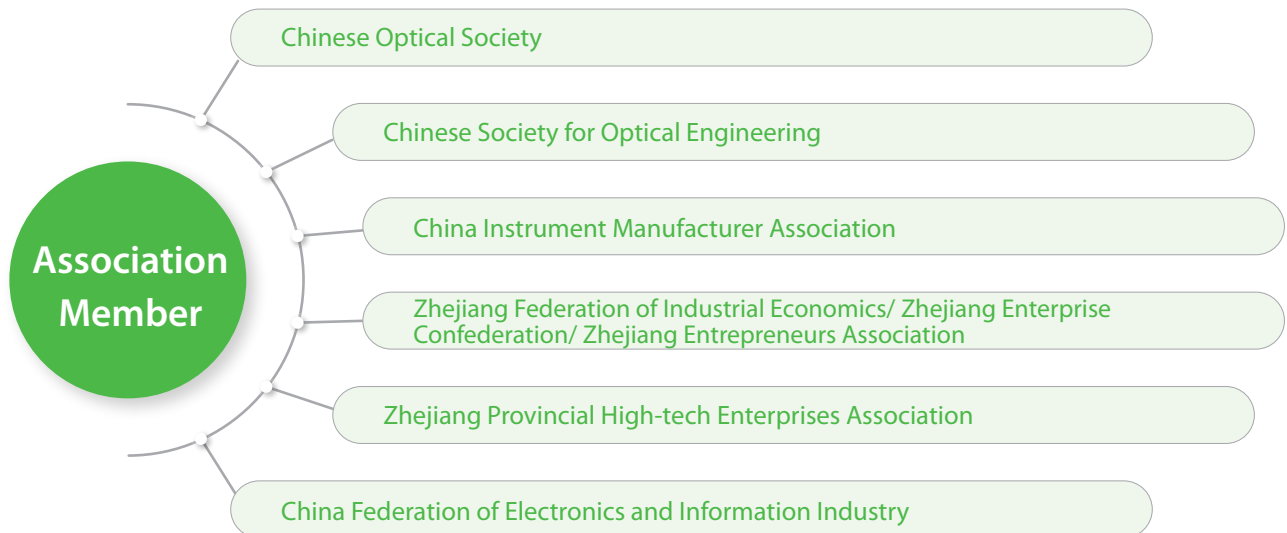 Chinese Optical Society
Chinese Society for Optical Engineering
China Instrument Manufacturer Association
Association
Member
Zhejiang Federation of Industrial Economics/ Zhejiang Enterprise
Confederation/ Zhejiang Entrepreneurs Association
Zhejiang Provincial High-tech Enterprises Association
China Federation of Electronics and Information Industry